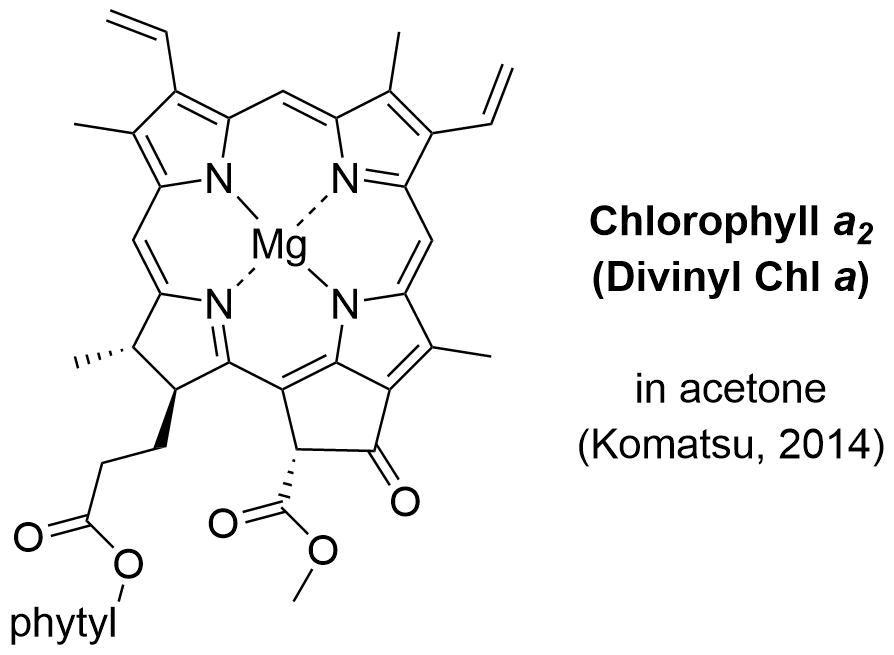 N
N
Mg
N
N
O
O
O
O
O
phytyl
Chlorophyll a₂
(Divinyl Chl a)
in acetone
(Komatsu, 2014)